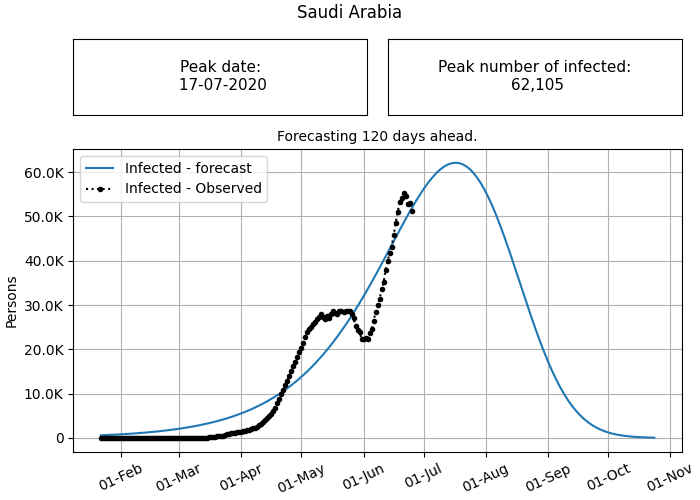 Saudi Arabia
Peak date:
17-07-2020
Peak number of infected:
62,105
Forecasting 120 days ahead.
Infected - forecast
Infected - Observed
60.0K
50.0K
40.0K
30.0K
20.0K
10.0K
0
Persons
01-Feb
01-Mar
01-Apr
01-May
01-Jun
01-Jul
01-Aug
01-Sep
01-Oct
01-Nov